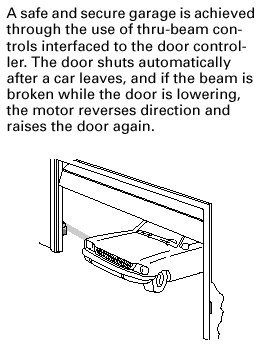 A safe and secure garage is achieved
through the use of thru-beam con-
trols interfaced to the door control-
ler. The door shuts automatically
after a car leaves, and if the beam is
broken while the door is lowering,
the motor reverses direction and
raises the door again.